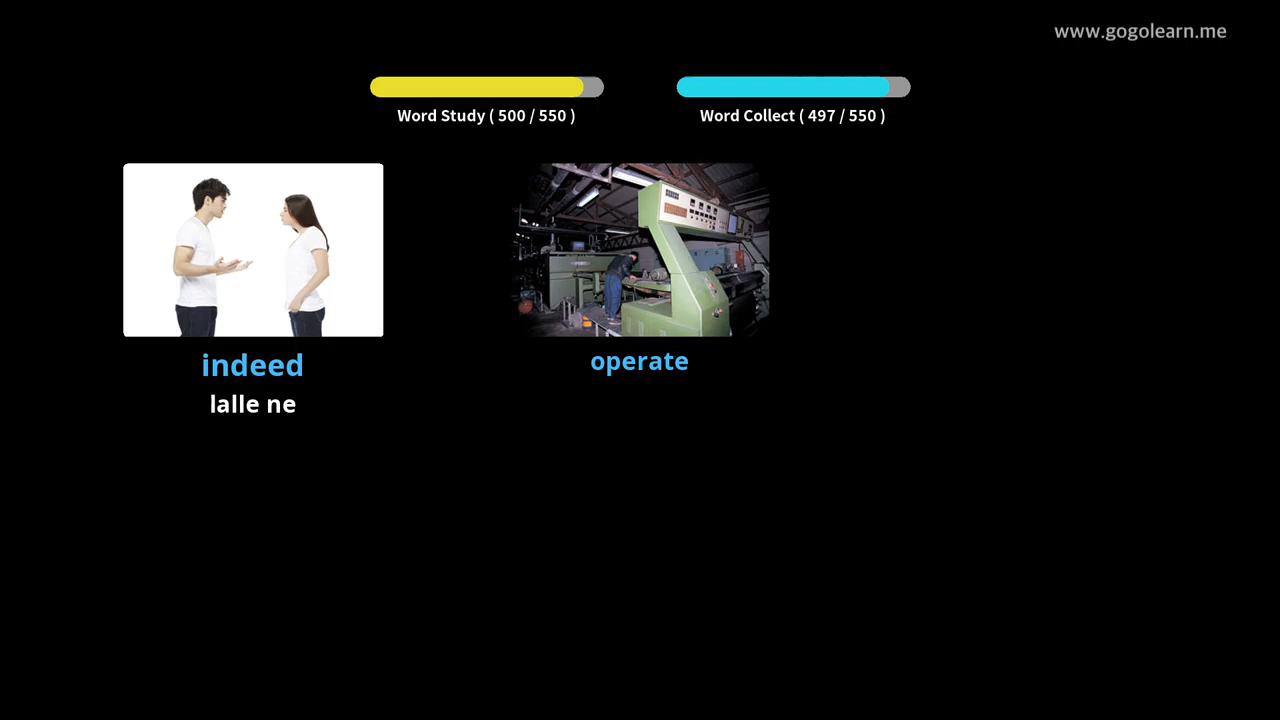 www.gogolearn.me
Word Study ( 500 / 550 )
Word Collect ( 497 / 550 )
indeed
operate
lalle ne